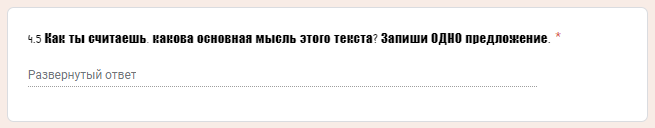 4.5 Как ты считаешь. какова основная мысль этого текста? Запиши ОДНО предложение. *
Развернутый ответ